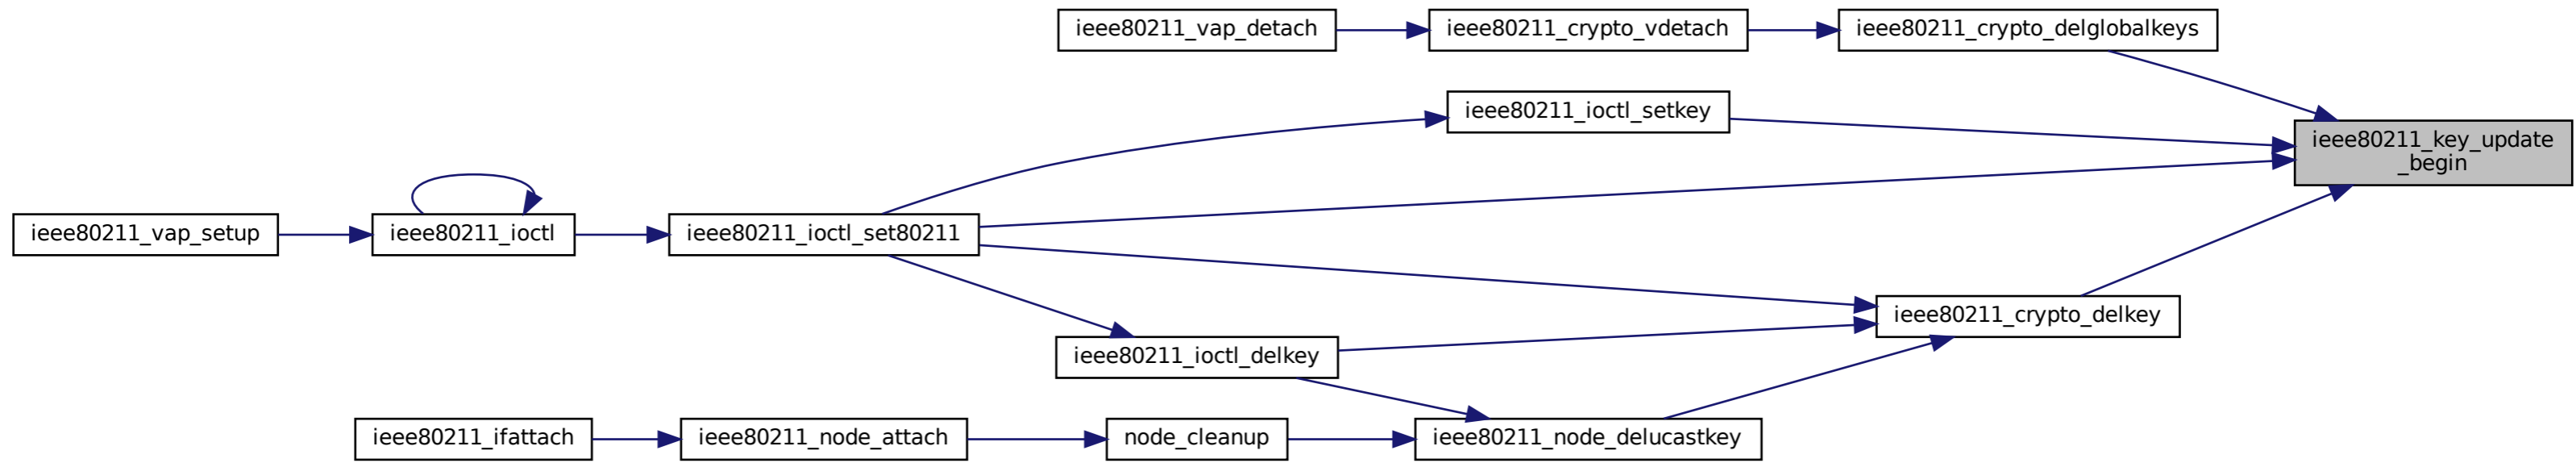 ieee80211_vap_detach
ieee80211_crypto_vdetach
ieee80211_crypto_delglobalkeys
ieee80211_ioctl_setkey
ieee80211_key_update
_begin
ieee80211_vap_setup
ieee80211_ioctl
ieee80211_ioctl_set80211
ieee80211_crypto_delkey
ieee80211_ioctl_delkey
ieee80211_ifattach
ieee80211_node_attach
node_cleanup
ieee80211_node_delucastkey